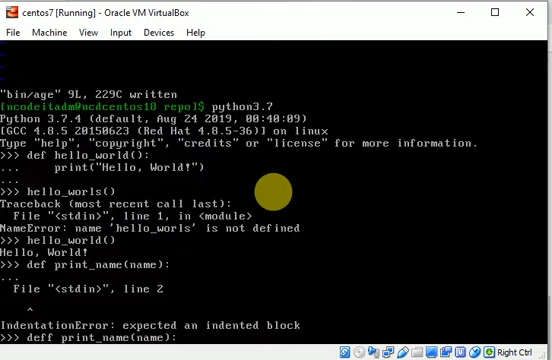 centos7 [Running] - Oracle VM VirtualBox
File Machine View Input Devices Help
"bin/age" 9L, 229C written
[ncodeitadm@ncdcentos18 repo]$ python3.7
Python 3.7.4 (default, Aug 24 2019, 00:40:09)
[GCC 4.8.5 20150623 (Red Hat 4.8.5-36)] on linux
Type "help", "copyright", "credits" or "license" for more information.
>>> def hello_world():
...     print("Hello, World!")
...
>>> hello_worls()
Traceback (most recent call last):
  File "<stdin>", line 1, in <module>
NameError: name 'hello_worls' is not defined
>>> hello_world()
Hello, World!
>>> def print_name(name):
...
  File "<stdin>", line 2
    ^
IndentationError: expected an indented block
>>> deff print_name(name):
Right Ctrl